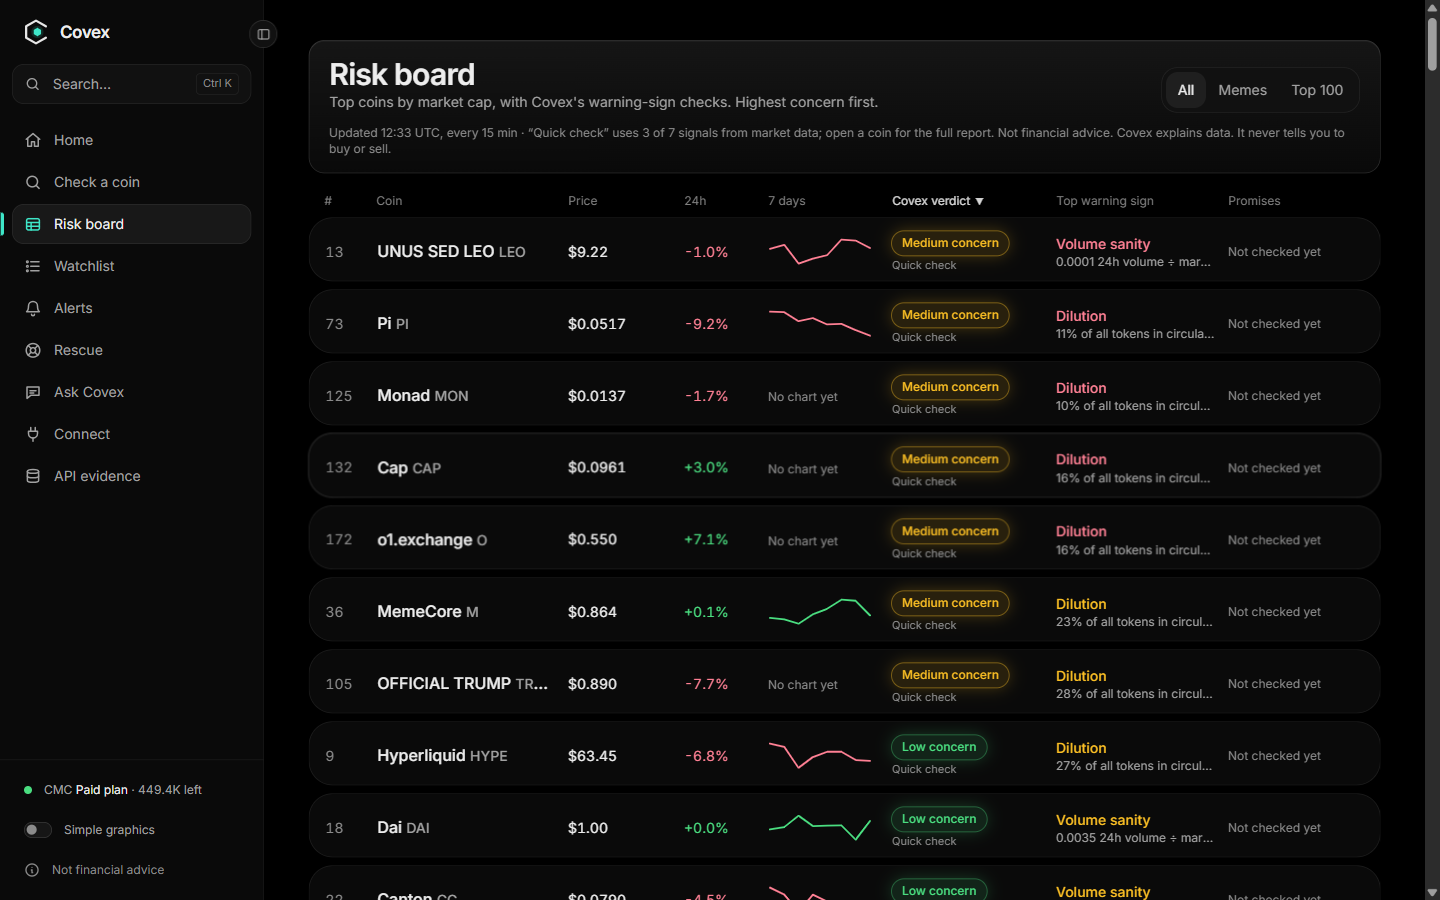 Covex
Search...
Ctrl K
Home
Check a coin
Risk board
Watchlist
Alerts
Rescue
Ask Covex
Connect
API evidence
CMC Paid plan · 449.4K left
Simple graphics
Not financial advice
Risk board
Top coins by market cap, with Covex's warning-sign checks. Highest concern first.
All Memes Top 100
Updated 12:33 UTC, every 15 min · “Quick check” uses 3 of 7 signals from market data; open a coin for the full report. Not financial advice. Covex explains data. It never tells you to
buy or sell.
# Coin Price 24h 7 days Covex verdict ▼ Top warning sign Promises
13 UNUS SED LEO LEO $9.22 -1.0% Medium concern Volume sanity Not checked yet
Quick check 0.0001 24h volume ÷ mar...
73 Pi PI $0.0517 -9.2% Medium concern Dilution Not checked yet
Quick check 11% of all tokens in circula...
125 Monad MON $0.0137 -1.7% No chart yet Medium concern Dilution Not checked yet
Quick check 10% of all tokens in circul...
132 Cap CAP $0.0961 +3.0% No chart yet Medium concern Dilution Not checked yet
Quick check 16% of all tokens in circul...
172 o1.exchange O $0.550 +7.1% No chart yet Medium concern Dilution Not checked yet
Quick check 16% of all tokens in circul...
36 MemeCore M $0.864 +0.1% Medium concern Dilution Not checked yet
Quick check 23% of all tokens in circul...
105 OFFICIAL TRUMP TR... $0.890 -7.7% No chart yet Medium concern Dilution Not checked yet
Quick check 28% of all tokens in circul...
9 Hyperliquid HYPE $63.45 -6.8% Low concern Dilution Not checked yet
Quick check 27% of all tokens in circul...
18 Dai DAI $1.00 +0.0% Low concern Volume sanity Not checked yet
Quick check 0.0035 24h volume ÷ mar...
Canton CC $0.0790 -4.5% Low concern Volume sanity Not checked yet